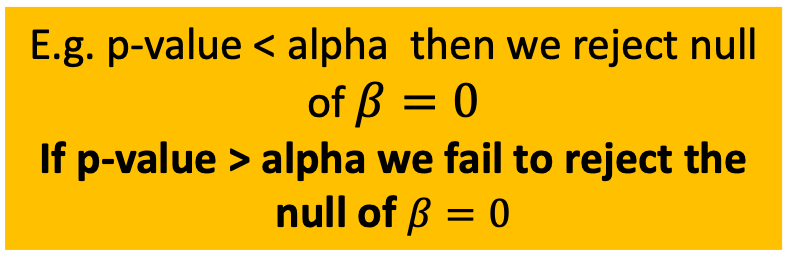 E.g. p-value < alpha  then we reject null
of 𝛽 = 0
If p-value > alpha we fail to reject the
null of 𝛽 = 0